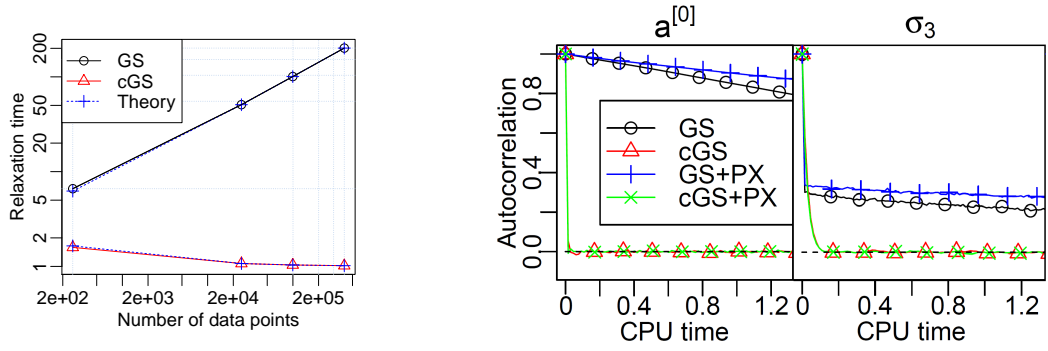 Relaxation time
200
50
20
5
2
1
GS
cGS
Theory
2e+02 2e+03 2e+04 2e+05
Number of data points
a[0]
σ3
Autocorrelation
0.8
0.4
0.0
GS
cGS
GS+PX
cGS+PX
0 0.4 0.8 1.2
CPU time
0 0.4 0.8 1.2
CPU time